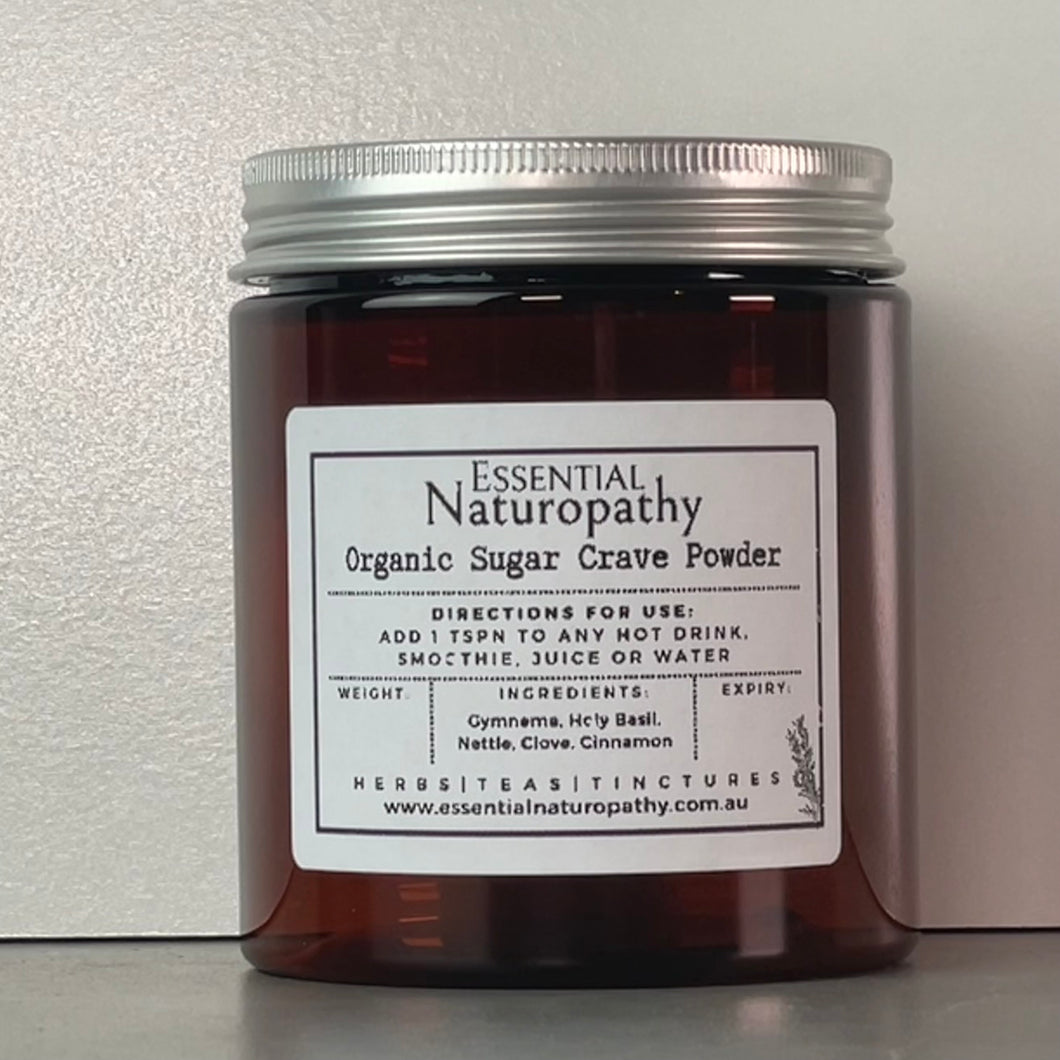 ESSENTIAL
Naturopathy
Organic Sugar Crave Powder
DIRECTIONS FOR USE:
ADD 1 TSPN TO ANY HOT DRINK,
SMOOTHIE, JUICE OR WATER
WEIGHT:
INGREDIENTS:
EXPIRY:
Gymnema, Holy Basil,
Nettle, Clove, Cinnamon
HERBS|TEAS|TINCTURES
www.essentialnaturopathy.com.au